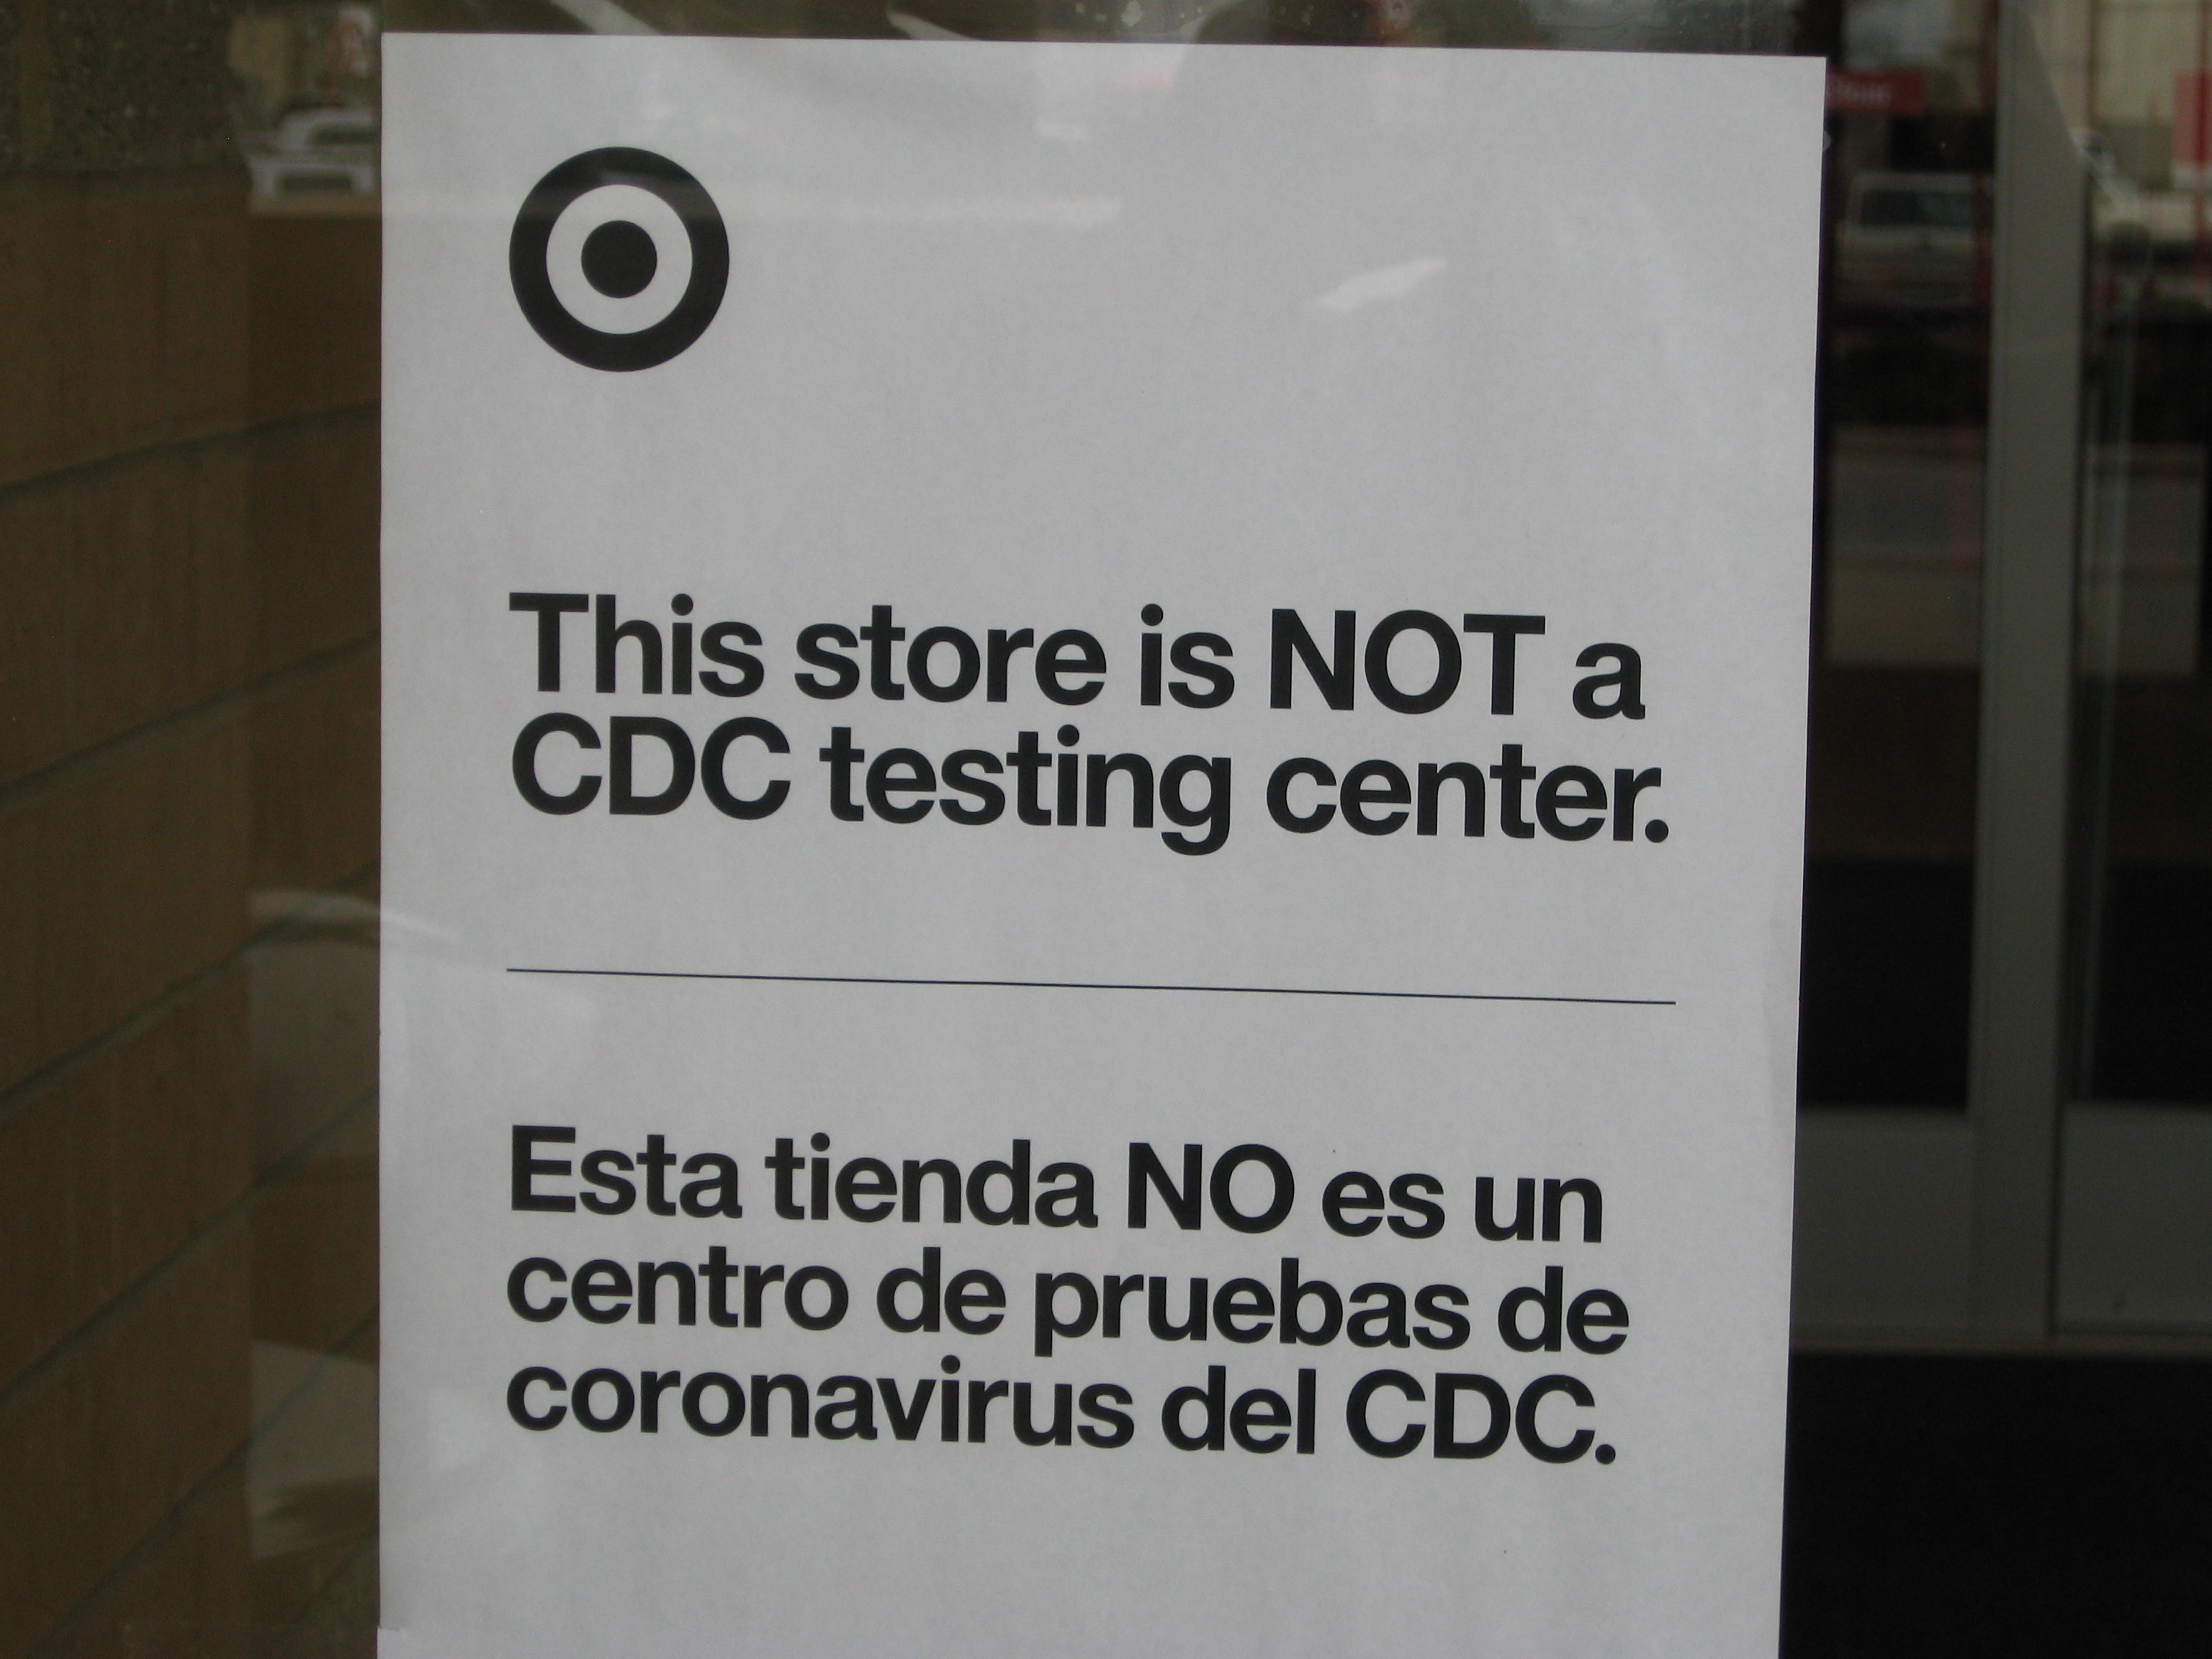 This store is NOT a
CDC testing center.
Esta tienda NO es un
centro de pruebas de
coronavirus del CDC.